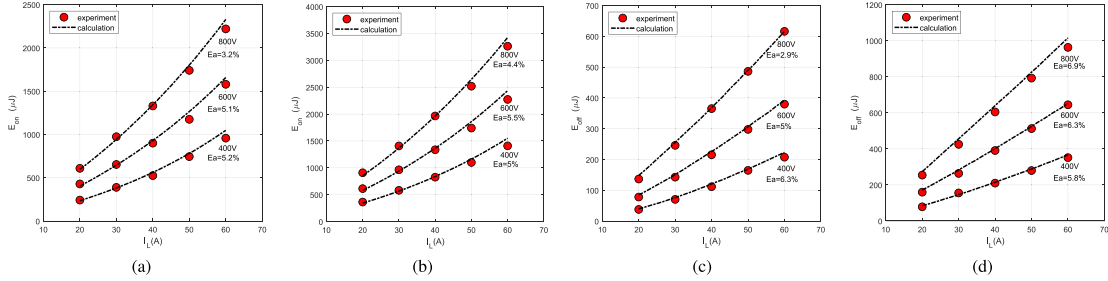 2500
2000
1500
1000
500
0
10 20 30 40 50 60 70
E_on (μJ)
I_L(A)
experiment
calculation
800V
Ea=3.2%
600V
Ea=5.1%
400V
Ea=5.2%
(a)
4000
3500
3000
2500
2000
1500
1000
500
0
10 20 30 40 50 60 70
E_on (μJ)
I_L(A)
experiment
calculation
800V
Ea=4.4%
600V
Ea=5.5%
400V
Ea=5%
(b)
700
600
500
400
300
200
100
0
10 20 30 40 50 60 70
E_off (μJ)
I_L(A)
experiment
calculation
800V
Ea=2.9%
600V
Ea=5%
400V
Ea=6.3%
(c)
1200
1000
800
600
400
200
0
10 20 30 40 50 60 70
E_off (μJ)
I_L(A)
experiment
calculation
800V
Ea=6.9%
600V
Ea=6.3%
400V
Ea=5.8%
(d)